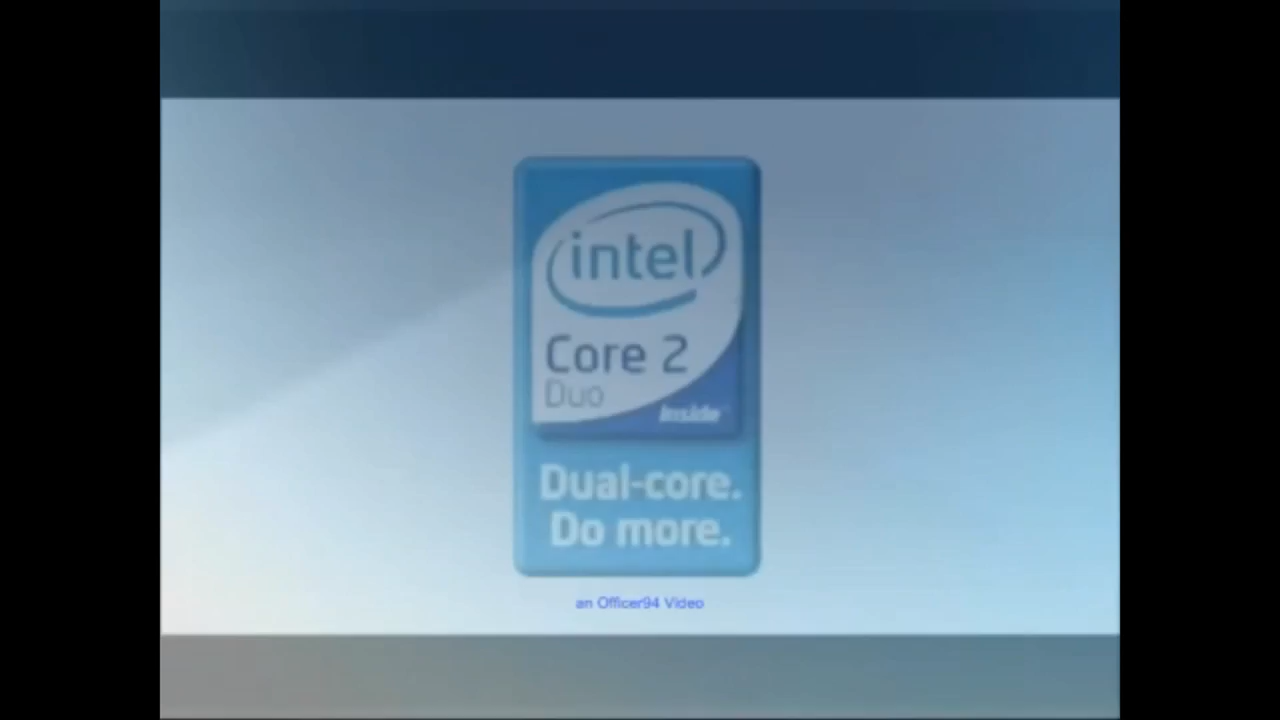 intel
Core 2
Duo
inside
Dual-core.
Do more.
an Officer94 Video